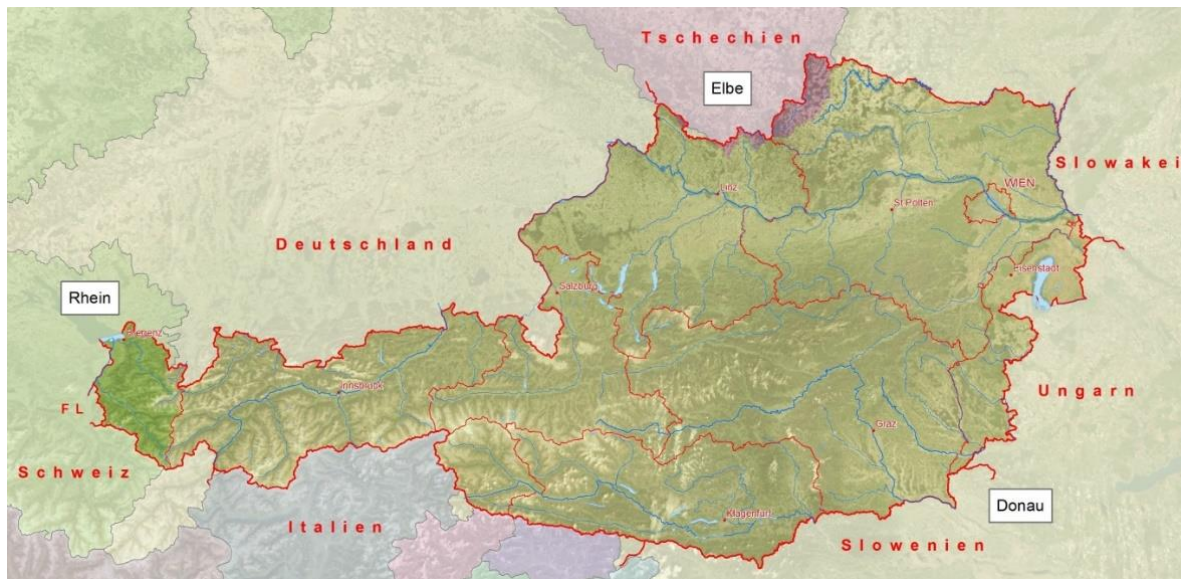 Tschechien
Elbe
Slowakei
WIEN
Linz
St Pölten
Deutschland
Eisenstadt
Rhein
Salzburg
Bregenz
Innsbruck
Ungarn
FL
Graz
Schweiz
Donau
Italien
Klagenfurt
Slowenien